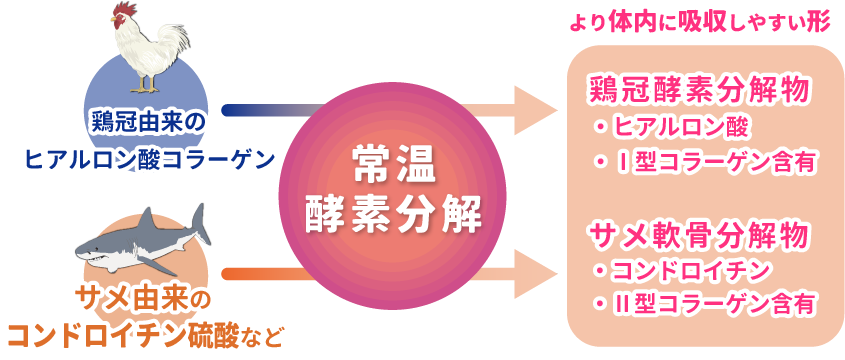 鶏冠由来の
ヒアルロン酸コラーゲン
サメ由来の
コンドロイチン硫酸など
常温
酵素分解
より体内に吸収しやすい形
鶏冠酵素分解物
・ヒアルロン酸
・Ⅰ型コラーゲン含有
サメ軟骨分解物
・コンドロイチン
・Ⅱ型コラーゲン含有